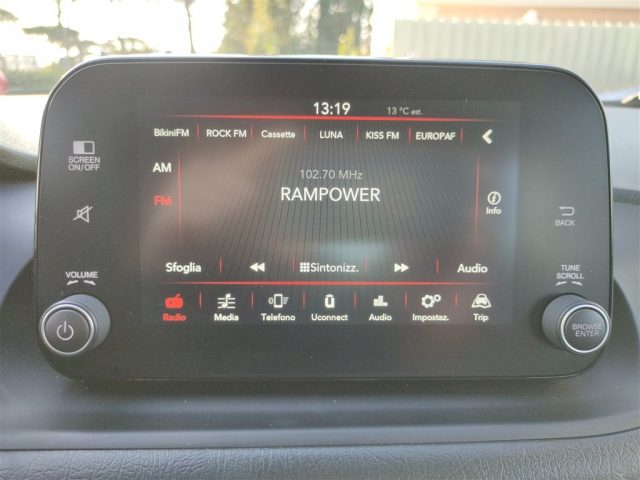 13:19 13 °C est.
BikiniFM ROCK FM Cassette LUNA KISS FM EUROPAF
SCREEN ON/OFF
AM
102.70 MHz
RAMPOWER
FM
Info
BACK
Sfoglia Sintonizz. Audio
VOLUME
TUNE SCROLL
Radio Media Telefono Uconnect Audio Impostaz. Trip
BROWSE ENTER